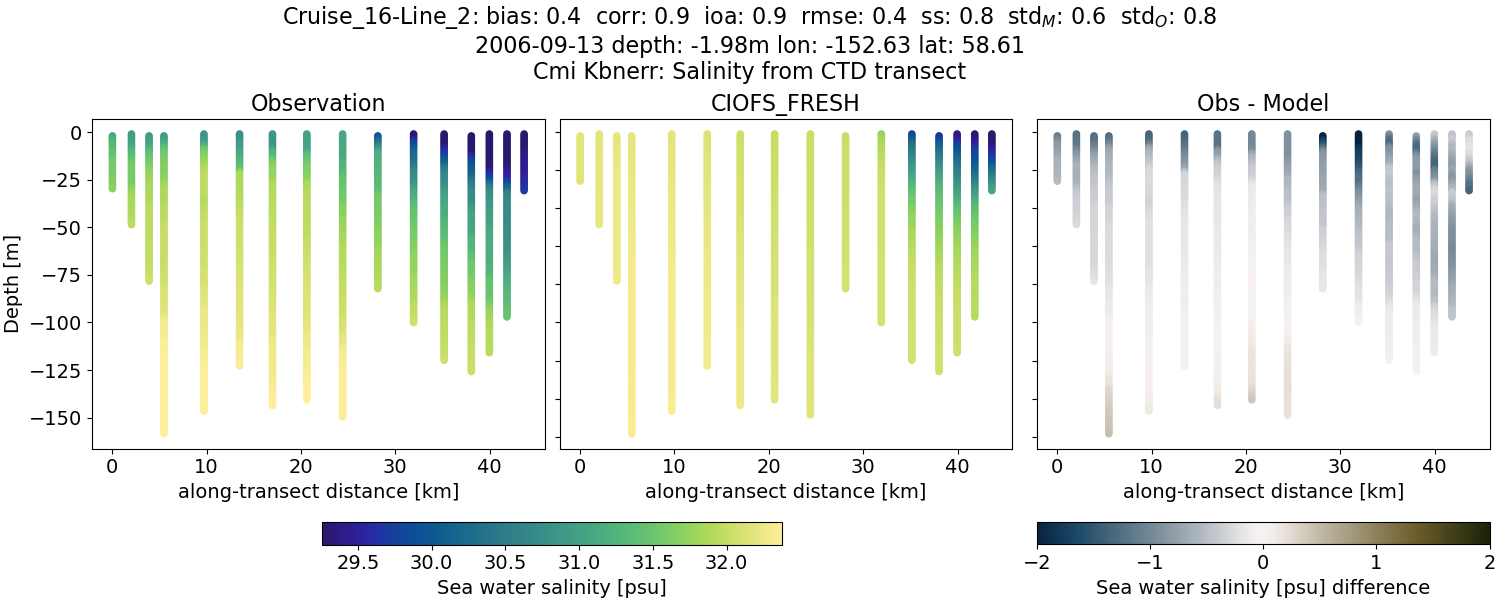 Cruise_16-Line_2: bias: 0.4  corr: 0.9  ioa: 0.9  rmse: 0.4  ss: 0.8  std_M: 0.6  std_O: 0.8
2006-09-13 depth: -1.98m lon: -152.63 lat: 58.61
Cmi Kbnerr: Salinity from CTD transect
Observation
CIOFS_FRESH
Obs - Model
Depth [m]
0
−25
−50
−75
−100
−125
−150
0 10 20 30 40
0 10 20 30 40
0 10 20 30 40
along-transect distance [km]
along-transect distance [km]
along-transect distance [km]
29.5 30.0 30.5 31.0 31.5 32.0
Sea water salinity [psu]
−2 −1 0 1 2
Sea water salinity [psu] difference